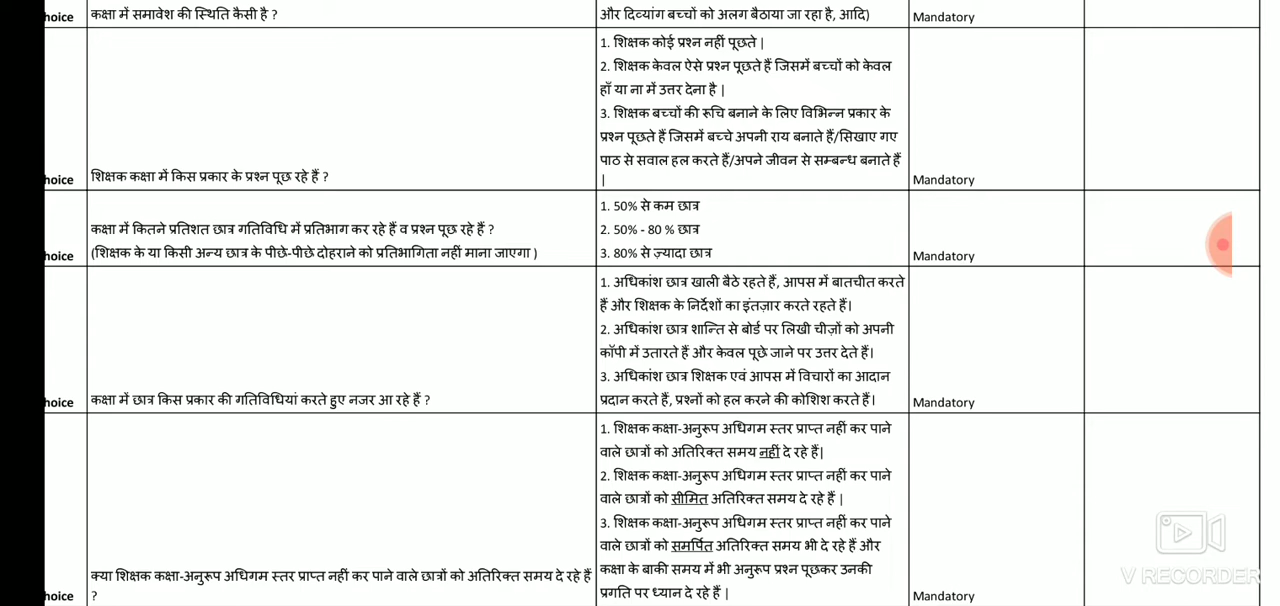 hoice
कक्षा में समावेश की स्थिति कैसी है ?
और दिव्यांग बच्चों को अलग बैठाया जा रहा है, आदि)
Mandatory
hoice
शिक्षक कक्षा में किस प्रकार के प्रश्न पूछ रहे हैं ?
1. शिक्षक कोई प्रश्न नहीं पूछते |
2. शिक्षक केवल ऐसे प्रश्न पूछते हैं जिसमें बच्चों को केवल
हाँ या ना में उत्तर देना है |
3. शिक्षक बच्चों की रूचि बनाने के लिए विभिन्न प्रकार के
प्रश्न पूछते हैं जिसमें बच्चे अपनी राय बनाते हैं/सिखाए गए
पाठ से सवाल हल करते हैं/अपने जीवन से सम्बन्ध बनाते हैं
|
Mandatory
hoice
कक्षा में कितने प्रतिशत छात्र गतिविधि में प्रतिभाग कर रहे हैं व प्रश्न पूछ रहे हैं ?
(शिक्षक के या किसी अन्य छात्र के पीछे-पीछे दोहराने को प्रतिभागिता नहीं माना जाएगा )
1. 50% से कम छात्र
2. 50% - 80 % छात्र
3. 80% से ज़्यादा छात्र
Mandatory
hoice
कक्षा में छात्र किस प्रकार की गतिविधियां करते हुए नजर आ रहे हैं ?
1. अधिकांश छात्र खाली बैठे रहते हैं, आपस में बातचीत करते
हैं और शिक्षक के निर्देशों का इंतज़ार करते रहते हैं।
2. अधिकांश छात्र शान्ति से बोर्ड पर लिखी चीज़ों को अपनी
कॉपी में उतारते हैं और केवल पूछे जाने पर उत्तर देते हैं।
3. अधिकांश छात्र शिक्षक एवं आपस में विचारों का आदान
प्रदान करते हैं, प्रश्नों को हल करने की कोशिश करते हैं।
Mandatory
hoice
क्या शिक्षक कक्षा-अनुरूप अधिगम स्तर प्राप्त नहीं कर पाने वाले छात्रों को अतिरिक्त समय दे रहे हैं
?
1. शिक्षक कक्षा-अनुरूप अधिगम स्तर प्राप्त नहीं कर पाने
वाले छात्रों को अतिरिक्त समय नहीं दे रहे हैं|
2. शिक्षक कक्षा-अनुरूप अधिगम स्तर प्राप्त नहीं कर पाने
वाले छात्रों को सीमित अतिरिक्त समय दे रहे हैं |
3. शिक्षक कक्षा-अनुरूप अधिगम स्तर प्राप्त नहीं कर पाने
वाले छात्रों को समर्पित अतिरिक्त समय भी दे रहे हैं और
कक्षा के बाकी समय में भी अनुरूप प्रश्न पूछकर उनकी
प्रगति पर ध्यान दे रहे हैं |
Mandatory
V RECORDER